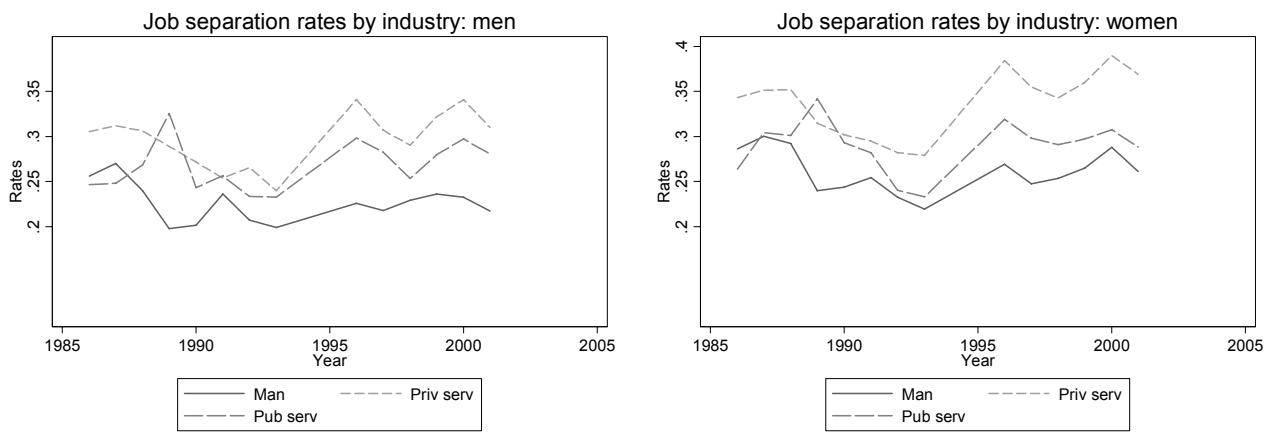 Job separation rates by industry: men
Rates
.35
.3
.25
.2
1985 1990 1995 2000 2005
Year
Man Priv serv
Pub serv
Job separation rates by industry: women
Rates
.4
.35
.3
.25
.2
1985 1990 1995 2000 2005
Year
Man Priv serv
Pub serv